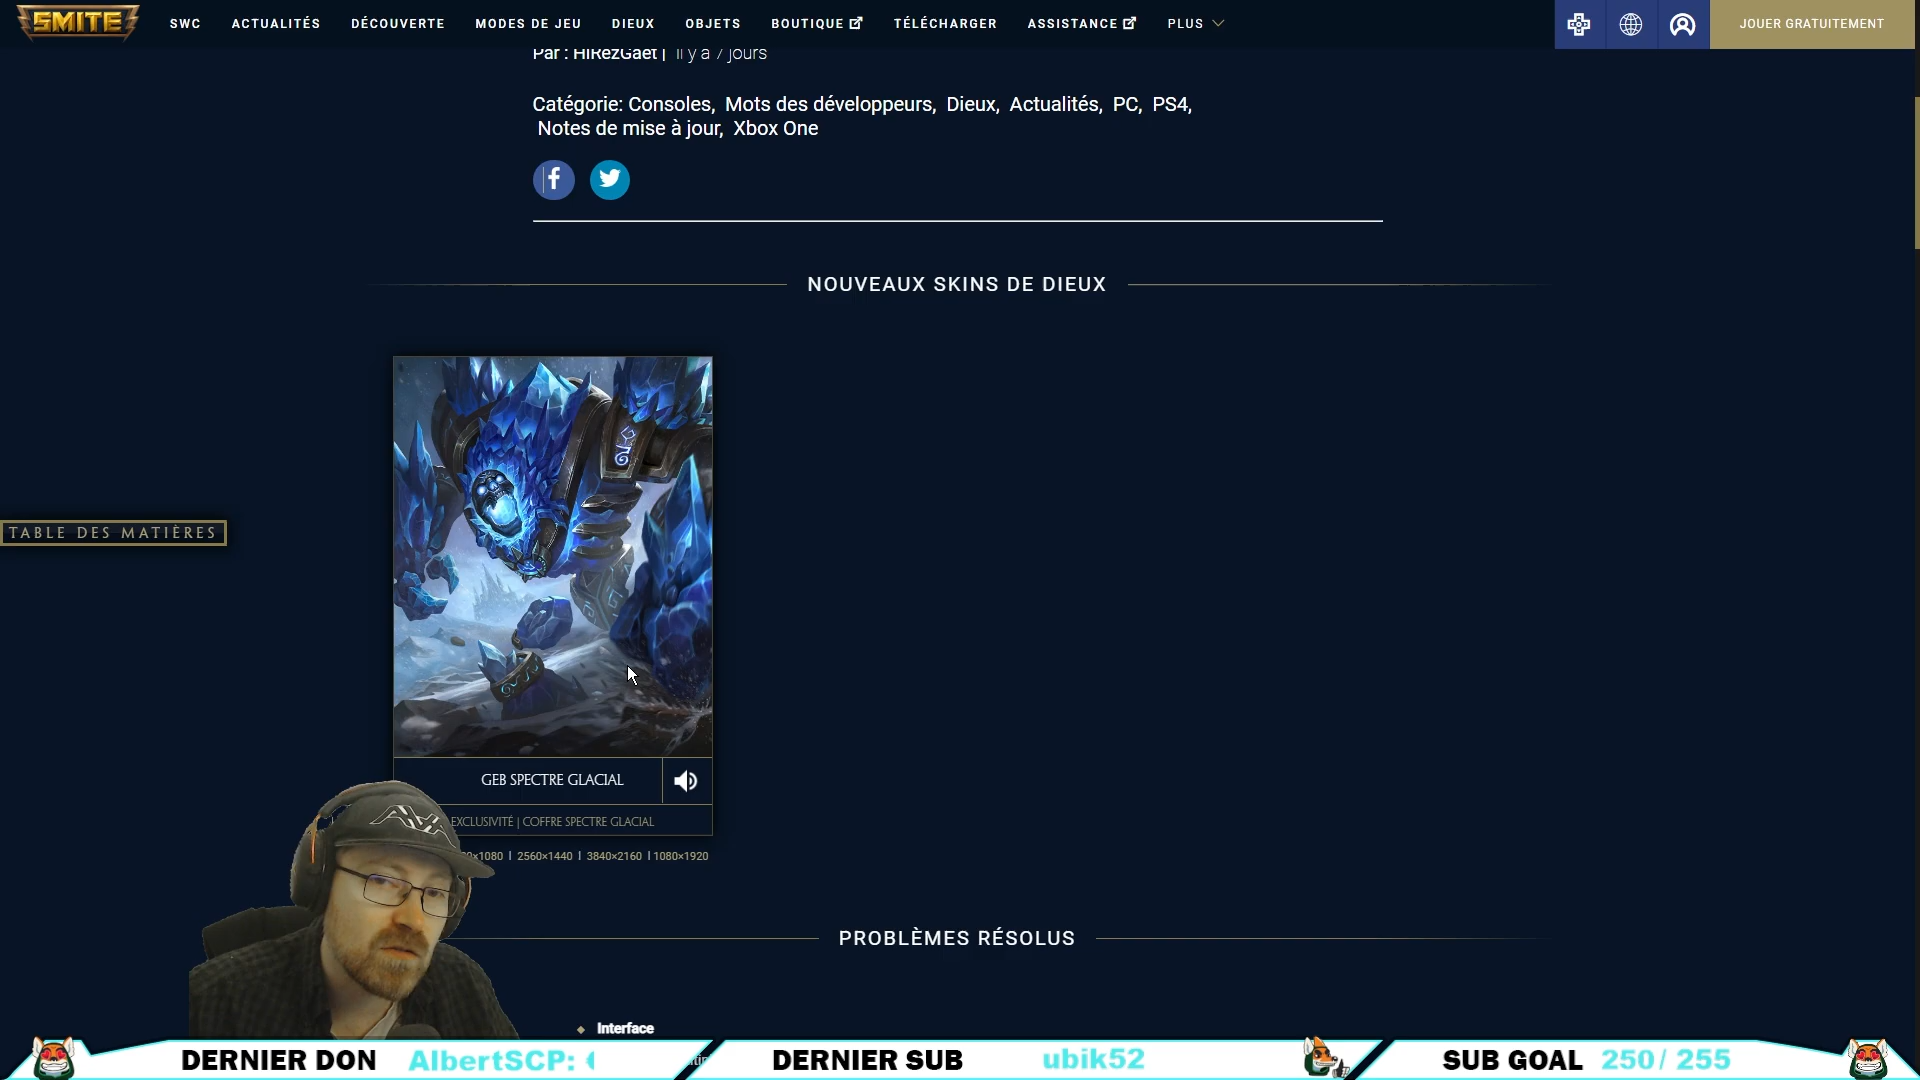 SMITE
SWC ACTUALITÉS DÉCOUVERTE MODES DE JEU DIEUX OBJETS BOUTIQUE TÉLÉCHARGER ASSISTANCE PLUS JOUER GRATUITEMENT
Par : HiRezGaet | Il y a 7 jours
Catégorie: Consoles, Mots des développeurs, Dieux, Actualités, PC, PS4,
Notes de mise à jour, Xbox One
NOUVEAUX SKINS DE DIEUX
TABLE DES MATIÈRES
GEB SPECTRE GLACIAL
EXCLUSIVITÉ | COFFRE SPECTRE GLACIAL
×1080 | 2560×1440 | 3840×2160 | 1080×1920
PROBLÈMES RÉSOLUS
Interface
DERNIER DON AlbertSCP: DERNIER SUB ubik52 SUB GOAL 250 / 255